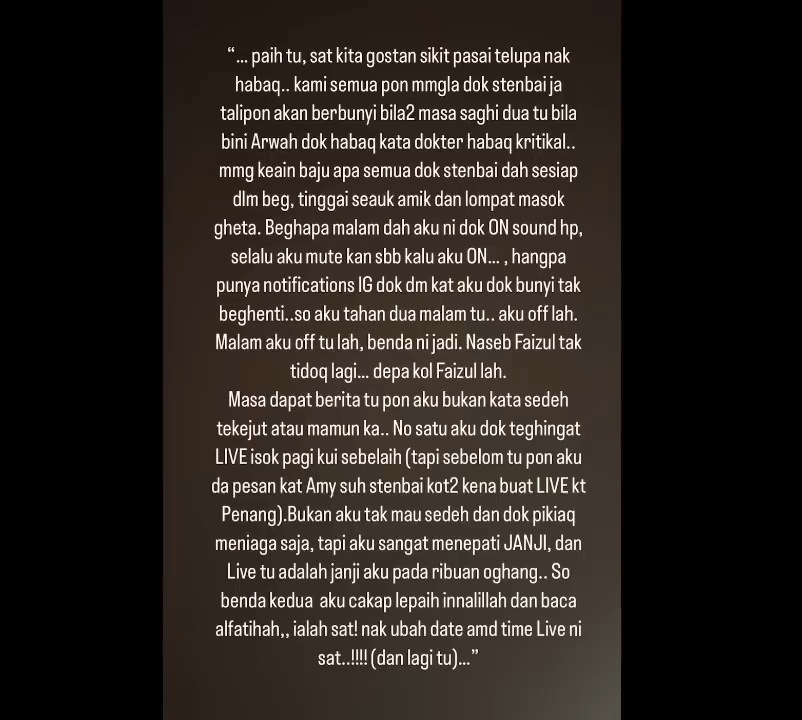 “... paih tu, sat kita gostan sikit pasai telupa nak
habaq.. kami semua pon mmgla dok stenbai ja
talipon akan berbunyi bila2 masa saghi dua tu bila
bini Arwah dok habaq kata dokter habaq kritikal..
mmg keain baju apa semua dok stenbai dah sesiap
dlm beg, tinggai seauk amik dan lompat masok
gheta. Beghapa malam dah aku ni dok ON sound hp,
selalu aku mute kan sbb kalu aku ON... , hangpa
punya notifications IG dok dm kat aku dok bunyi tak
beghenti..so aku tahan dua malam tu.. aku off lah.
Malam aku off tu lah, benda ni jadi. Naseb Faizul tak
tidoq lagi... depa kol Faizul lah.
Masa dapat berita tu pon aku bukan kata sedeh
tekejut atau mamun ka.. No satu aku dok teghingat
LIVE isok pagi kui sebelaih (tapi sebelom tu pon aku
da pesan kat Amy suh stenbai kot2 kena buat LIVE kt
Penang).Bukan aku tak mau sedeh dan dok pikiaq
meniaga saja, tapi aku sangat menepati JANJI, dan
Live tu adalah janji aku pada ribuan oghang.. So
benda kedua aku cakap lepaih innalillah dan baca
alfatihah,, ialah sat! nak ubah date amd time Live ni
sat..!!!! (dan lagi tu)...”